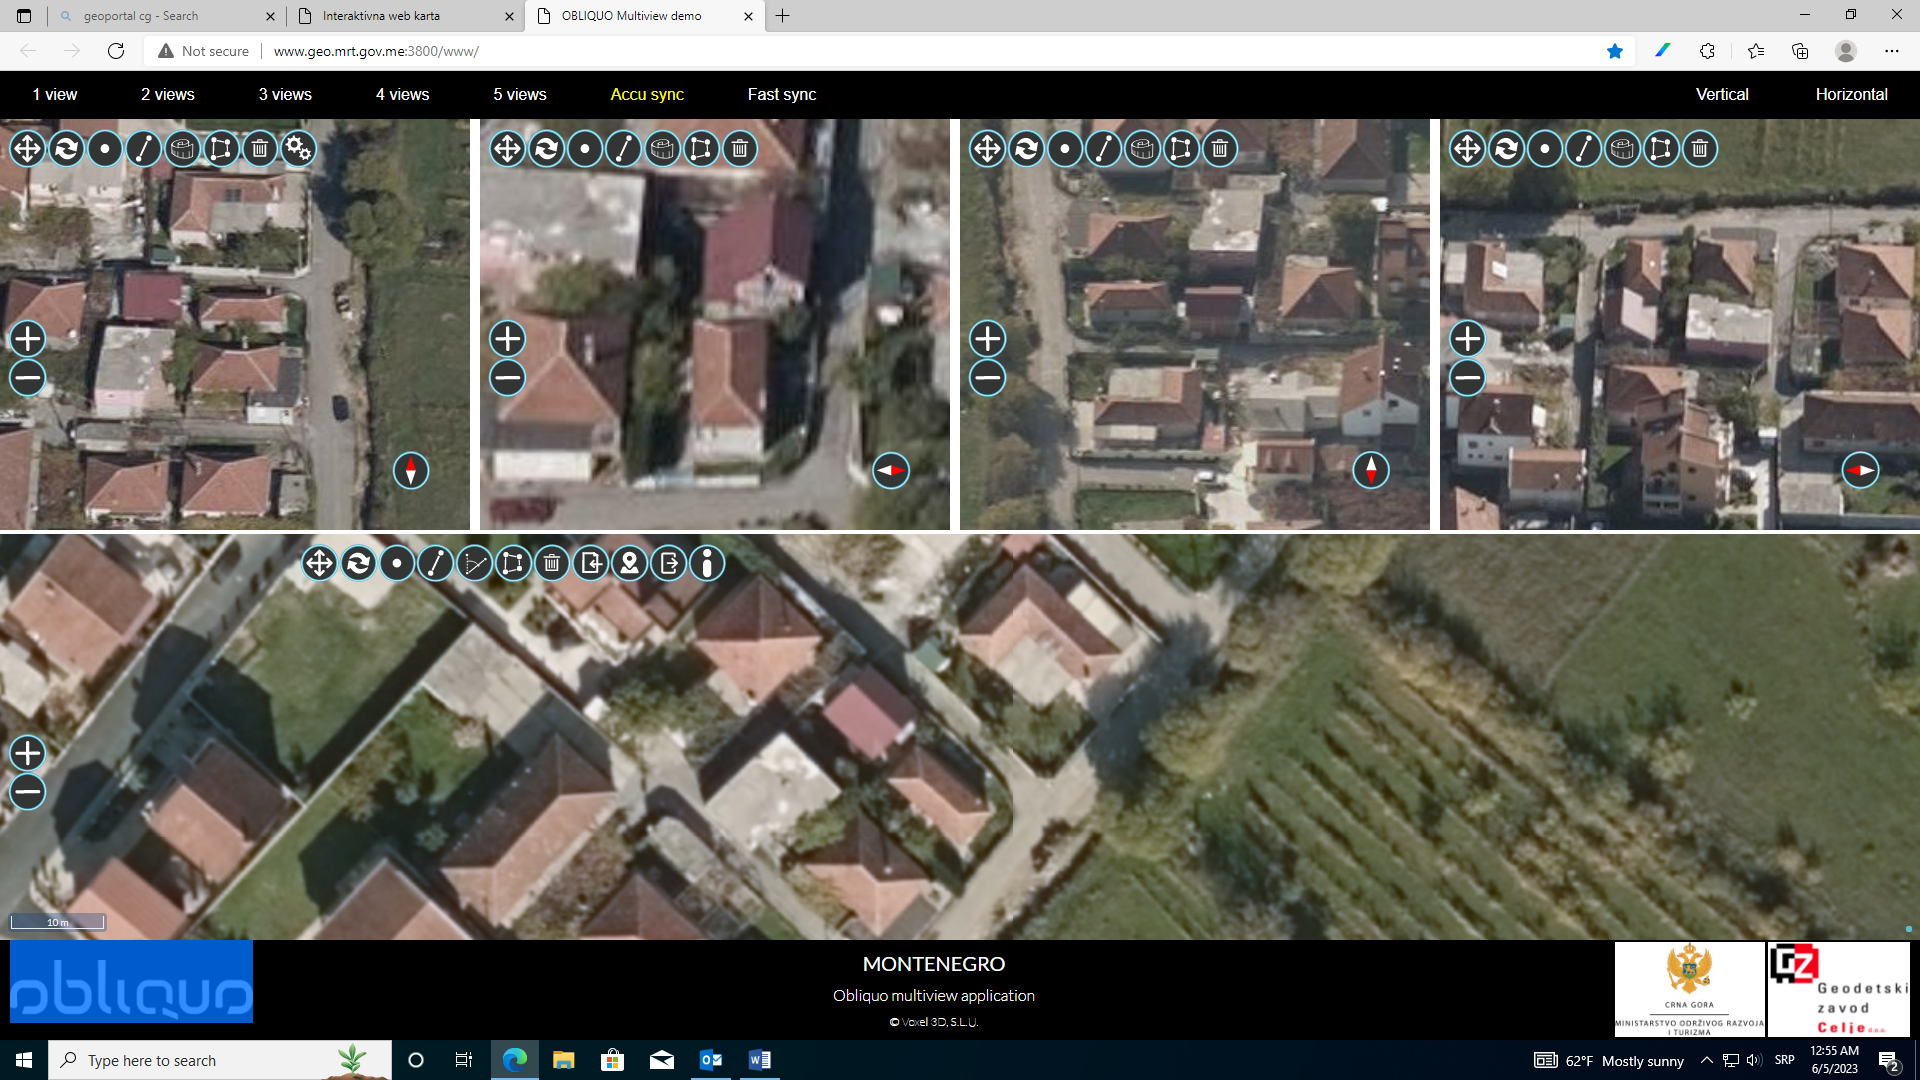 geoportal cg - Search
Interaktivna web karta
OBLIQUO Multiview demo
Not secure
www.geo.mrt.gov.me:3800/www/
1 view
2 views
3 views
4 views
5 views
Accu sync
Fast sync
Vertical
Horizontal
10 m
obliquo
MONTENEGRO
Obliquo multiview application
© Voxel 3D, S.L.U.
CRNA GORA
MINISTARSTVO ODRŽIVOG RAZVOJA
I TURIZMA
GZ
Geodetski
zavod
Celje d.o.o.
Type here to search
62°F Mostly sunny
SRP
12:55 AM
6/5/2023
2